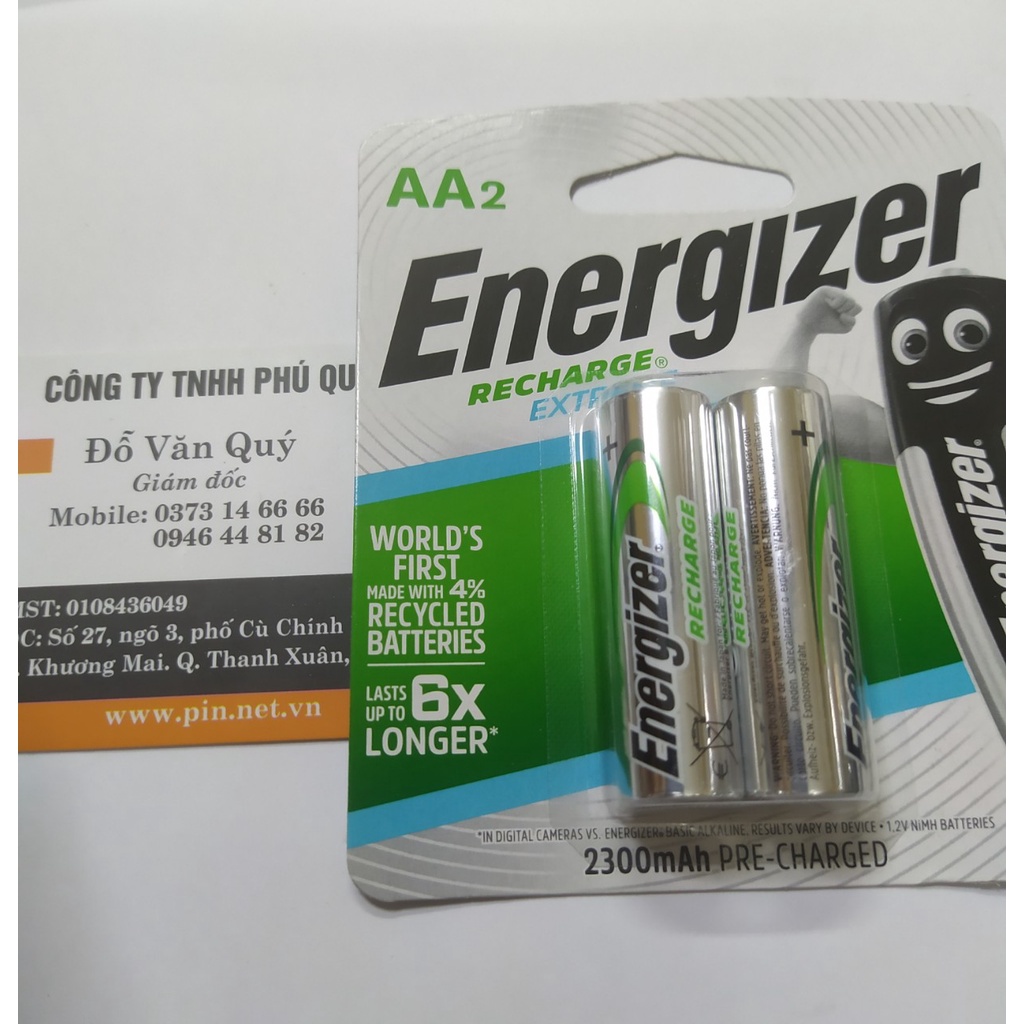 AA2
Energizer
RECHARGE®
CÔNG TY TNHH PHÚ QU
Đỗ Văn Quý
Giám đốc
Mobile: 0373 14 66 66
0946 44 81 82
MST: 0108436049
C: Số 27, ngõ 3, phố Cù Chính
Khương Mai. Q. Thanh Xuân,
www.pin.net.vn
WORLD'S
FIRST
MADE WITH 4%
RECYCLED
BATTERIES
LASTS
UP TO 6X
LONGER*
Energizer
RECHARGE
RECHARGE
Energizer
Energizer
*IN DIGITAL CAMERAS VS. ENERGIZER® BASIC ALKALINE. RESULTS VARY BY DEVICE • 1.2V NiMH BATTERIES
2300mAh PRE-CHARGED